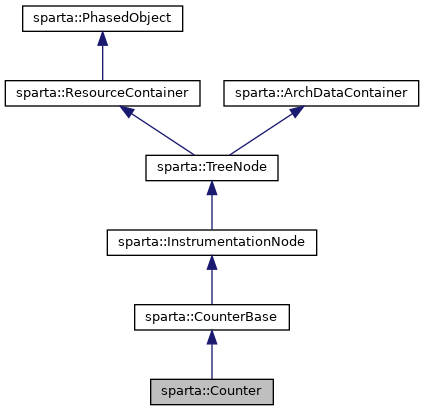 sparta::PhasedObject
sparta::ResourceContainer
sparta::ArchDataContainer
sparta::TreeNode
sparta::InstrumentationNode
sparta::CounterBase
sparta::Counter